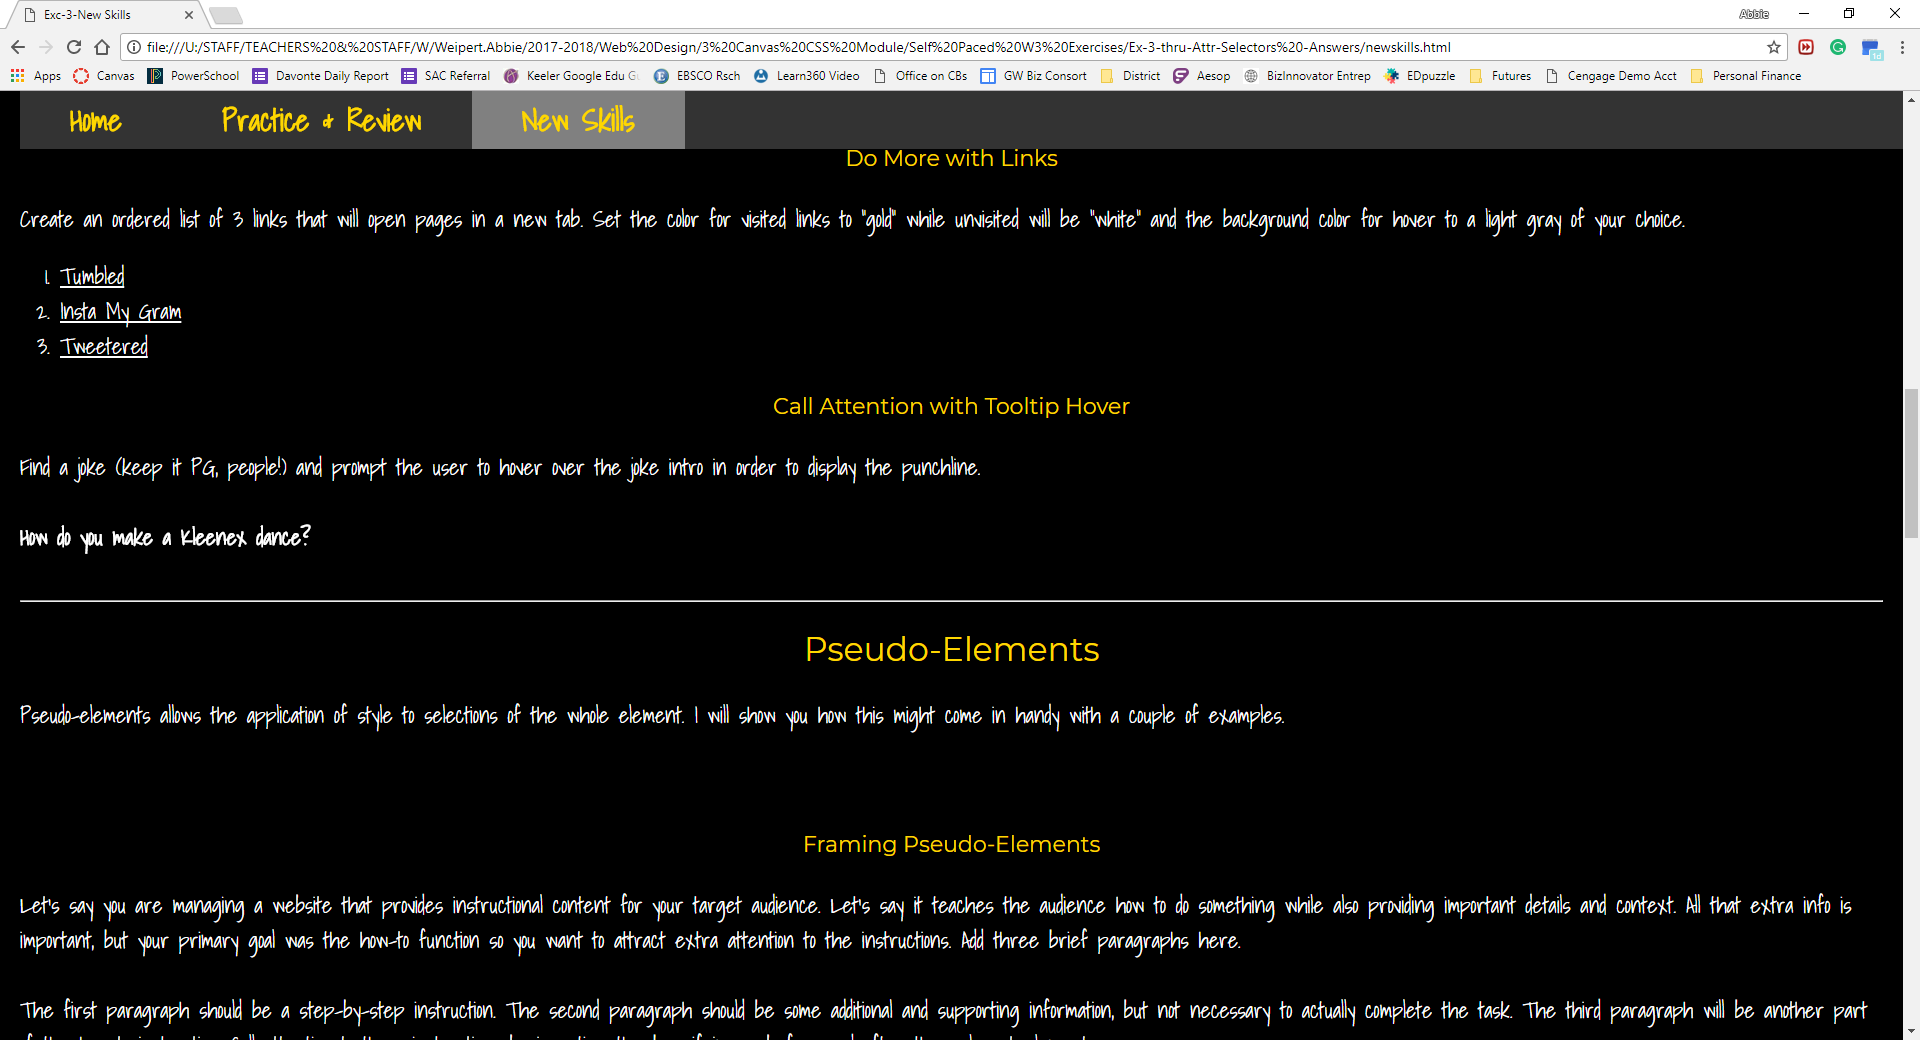 Exc-3-New Skills
Abbie
file:///U:/STAFF/TEACHERS%20&%20STAFF/W/Weipert.Abbie/2017-2018/Web%20Design/3%20Canvas%20CSS%20Module/Self%20Paced%20W3%20Exercises/Ex-3-thru-Attr-Selectors%20-Answers/newskills.html
Apps Canvas PowerSchool Davonte Daily Report SAC Referral Keeler Google Edu G EBSCO Rsch Learn360 Video Office on CBs GW Biz Consort District Aesop BizInnovator Entrep EDpuzzle Futures Cengage Demo Acct Personal Finance
Home Practice & Review New Skills
Do More with Links
Create an ordered list of 3 links that will open pages in a new tab. Set the color for visited links to "gold" while unvisited will be "white" and the background color for hover to a light gray of your choice.
1. Tumbled
2. Insta My Gram
3. Tweetered
Call Attention with Tooltip Hover
Find a joke (keep it PG, people!) and prompt the user to hover over the joke intro in order to display the punchline.
How do you make a Kleenex dance?
Pseudo-Elements
Pseudo-elements allows the application of style to selections of the whole element. I will show you how this might come in handy with a couple of examples.
Framing Pseudo-Elements
Let's say you are managing a website that provides instructional content for your target audience. Let's say it teaches the audience how to do something while also providing important details and context. All that extra info is
important, but your primary goal was the how-to function so you want to attract extra attention to the instructions. Add three brief paragraphs here.
The first paragraph should be a step-by-step instruction. The second paragraph should be some additional and supporting information, but not necessary to actually complete the task. The third paragraph will be another part